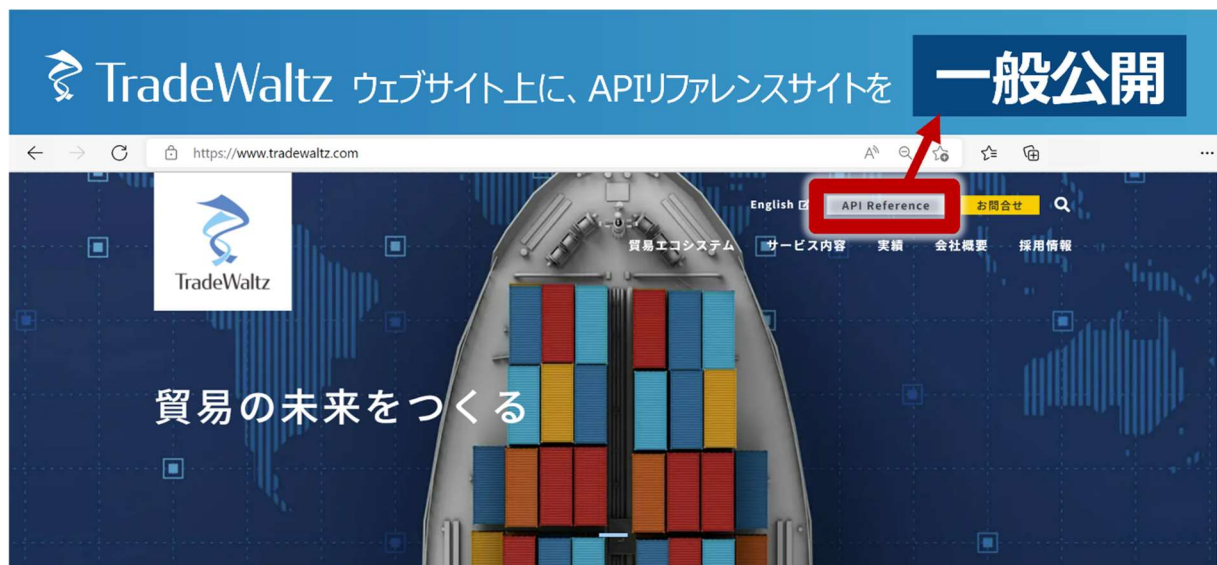 TradeWaltz ウェブサイト上に、APIリファレンスサイトを 一般公開
https://www.tradewaltz.com
English API Reference お問合せ
貿易エコシステム サービス内容 実績 会社概要 採用情報
TradeWaltz
貿易の未来をつくる